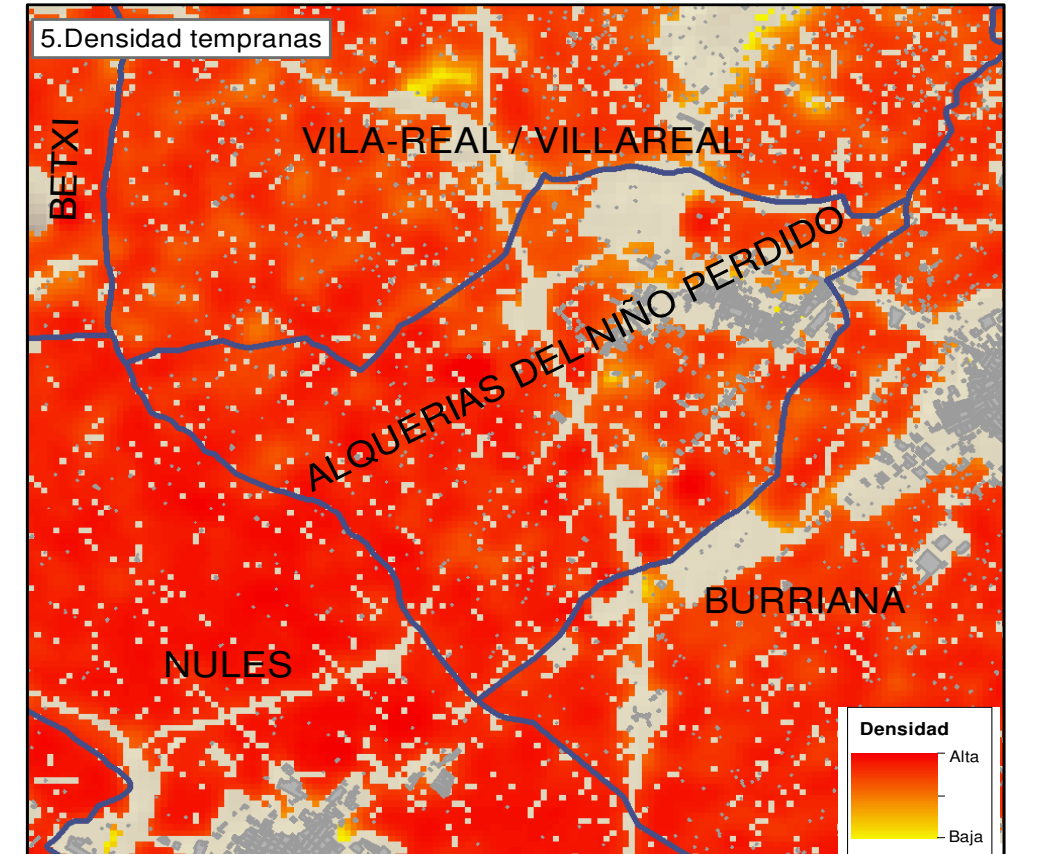 5.Densidad tempranas
VILA-REAL / VILLAREAL
BETXI
ALQUERIAS DEL NIÑO PERDIDO
BURRIANA
NULES
Densidad
Alta
Baja